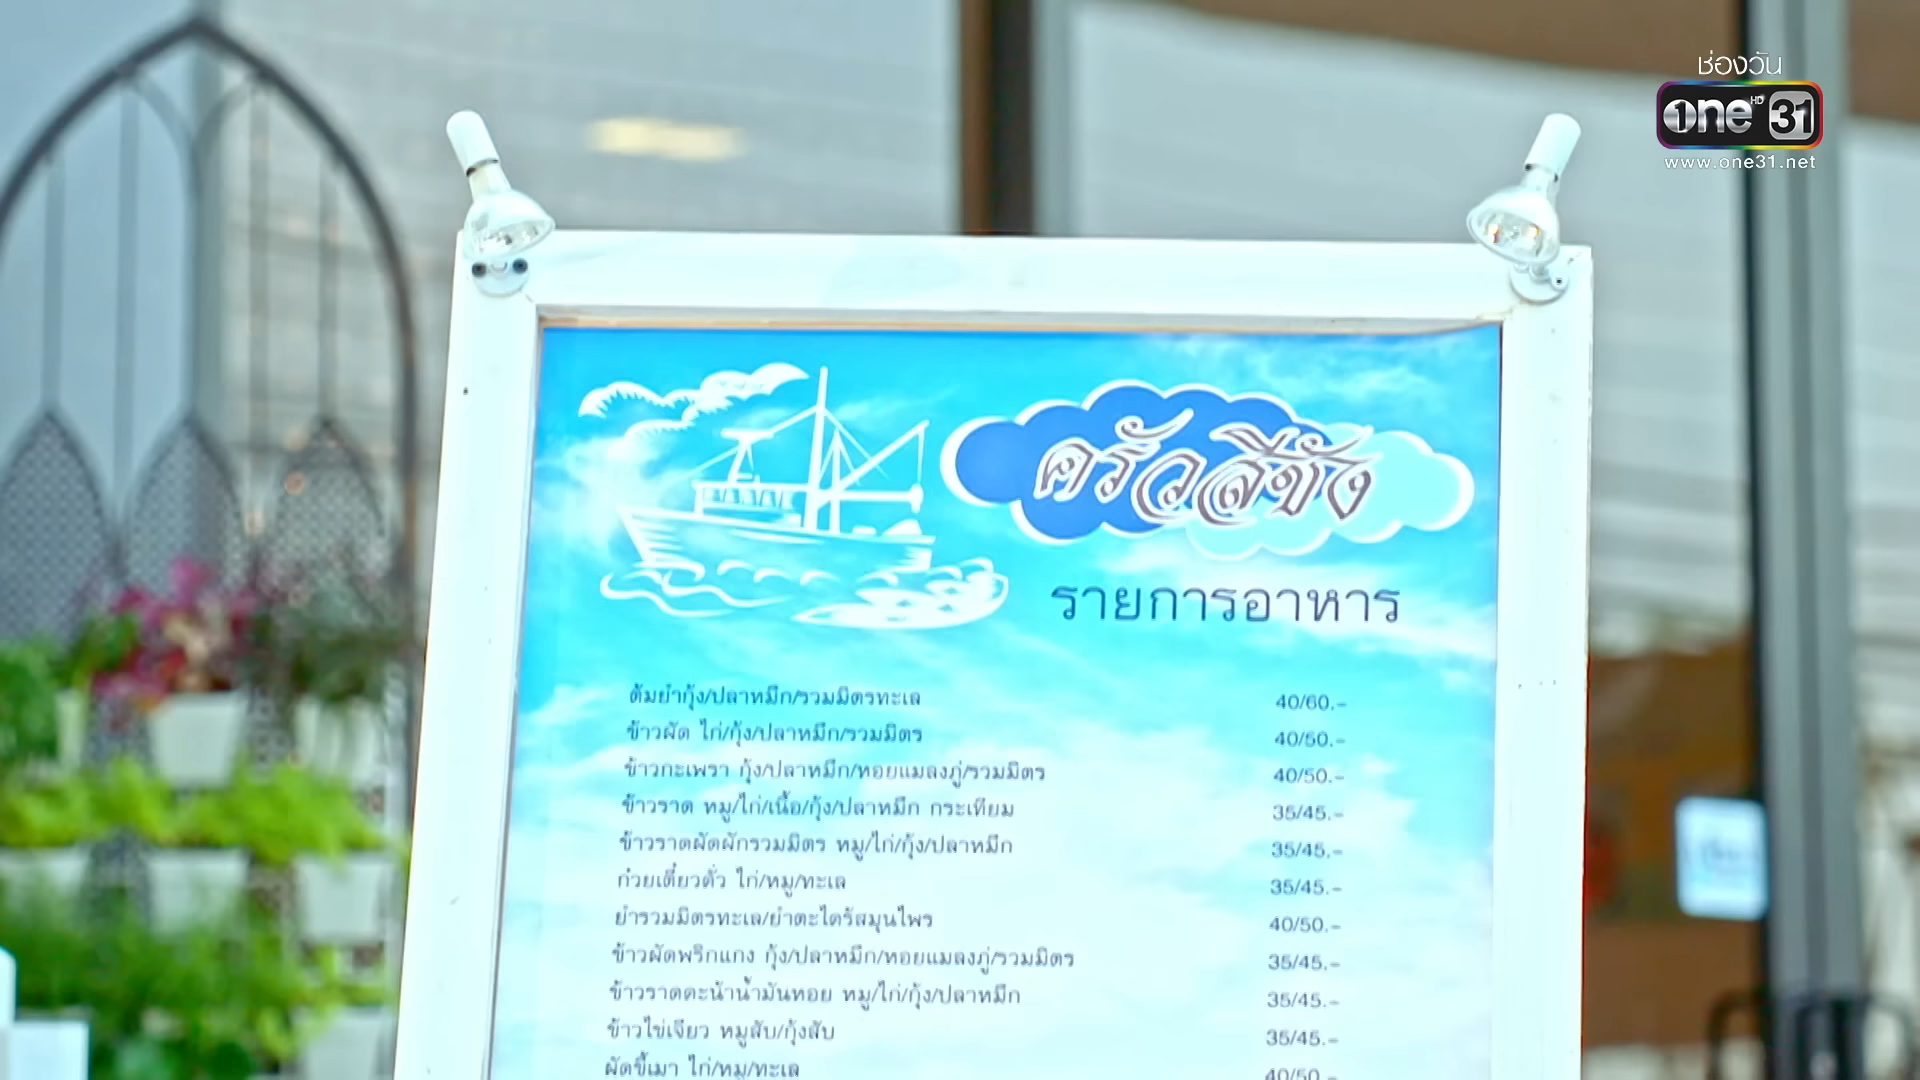 ช่องวัน
one HD 31
www.one31.net
ครัวสีชัง
รายการอาหาร
ต้มยำกุ้ง/ปลาหมึก/รวมมิตรทะเล 40/60.-
ข้าวผัด ไก่/กุ้ง/ปลาหมึก/รวมมิตร 40/50.-
ข้าวกะเพรา กุ้ง/ปลาหมึก/หอยแมลงภู่/รวมมิตร 40/50.-
ข้าวราด หมู/ไก่/เนื้อ/กุ้ง/ปลาหมึก กระเทียม 35/45.-
ข้าวราดผัดผักรวมมิตร หมู/ไก่/กุ้ง/ปลาหมึก 35/45.-
ก๋วยเตี๋ยวคั่ว ไก่/หมู/ทะเล 35/45.-
ยำรวมมิตรทะเล/ยำตะไคร้สมุนไพร 40/50.-
ข้าวผัดพริกแกง กุ้ง/ปลาหมึก/หอยแมลงภู่/รวมมิตร 35/45.-
ข้าวราดคะน้าน้ำมันหอย หมู/ไก่/กุ้ง/ปลาหมึก 35/45.-
ข้าวไข่เจียว หมูสับ/กุ้งสับ 35/45.-
ผัดขี้เมา ไก่/หมู/ทะเล 40/50.-